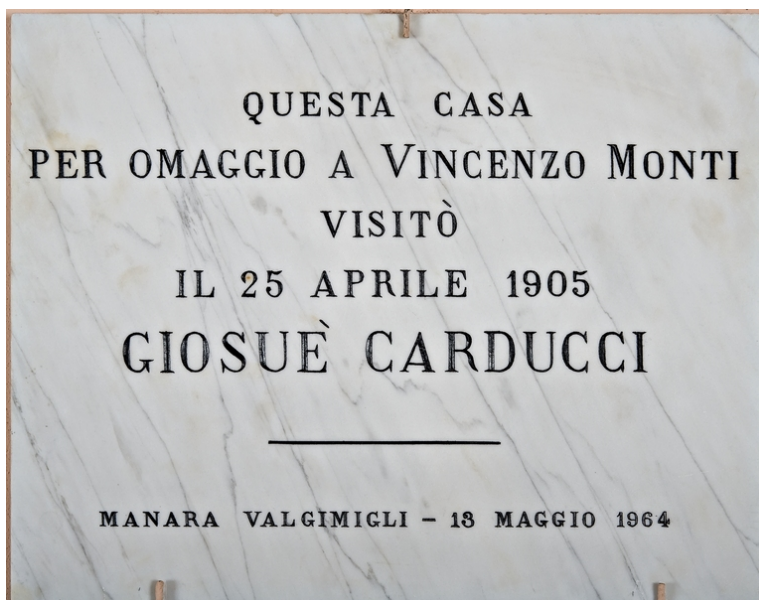 QUESTA CASA
PER OMAGGIO A VINCENZO MONTI
VISITÒ
IL 25 APRILE 1905
GIOSUÈ CARDUCCI
MANARA VALGIMIGLI – 13 MAGGIO 1964